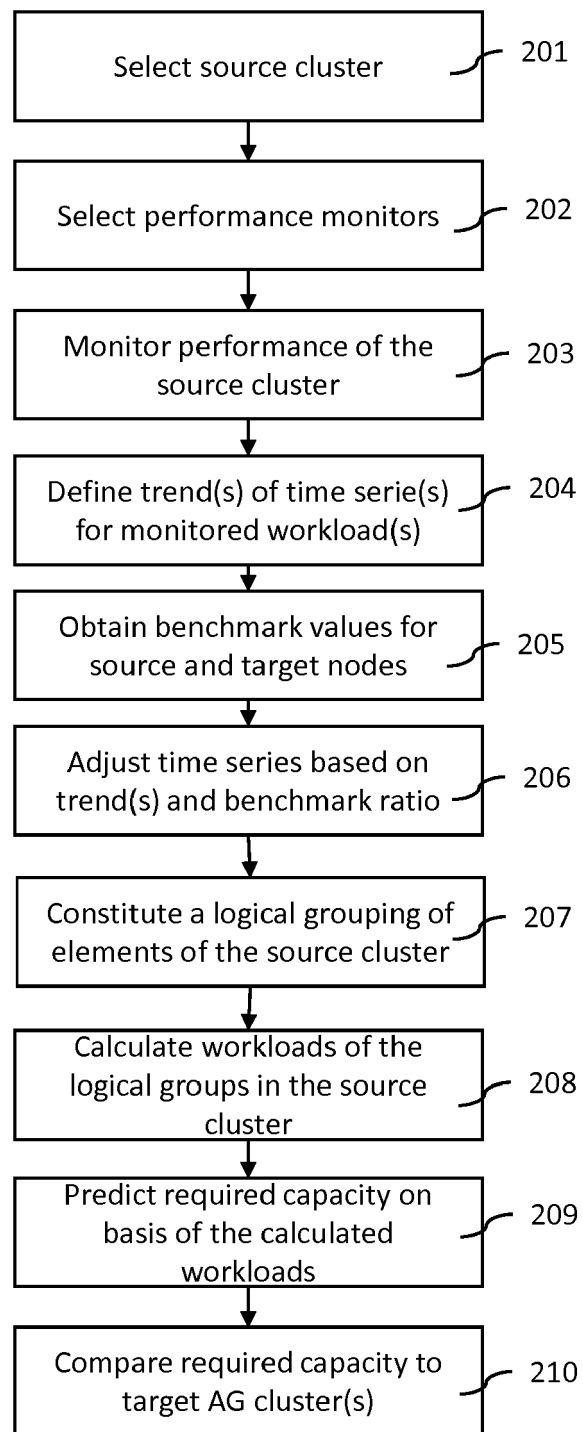 Select source cluster
201
Select performance monitors
202
Monitor performance of the
source cluster
203
Define trend(s) of time serie(s)
for monitored workload(s)
204
Obtain benchmark values for
source and target nodes
205
Adjust time series based on
trend(s) and benchmark ratio
206
Constitute a logical grouping of
elements of the source cluster
207
Calculate workloads of the
logical groups in the source
cluster
208
Predict required capacity on
basis of the calculated
workloads
209
Compare required capacity to
target AG cluster(s)
210